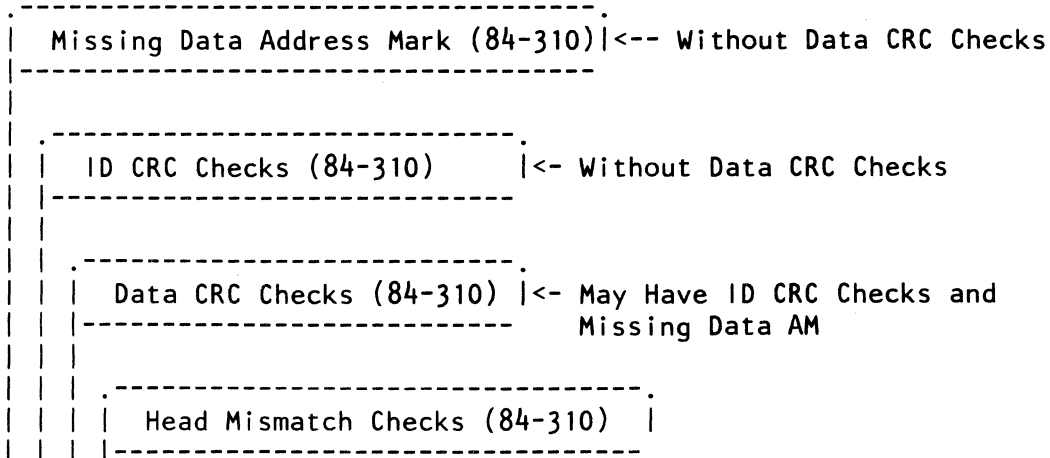 Missing Data Address Mark (84-310)|<-- Without Data CRC Checks
ID CRC Checks (84-310) |<- Without Data CRC Checks
Data CRC Checks (84-310) |<- May Have ID CRC Checks and
Missing Data AM
Head Mismatch Checks (84-310) |